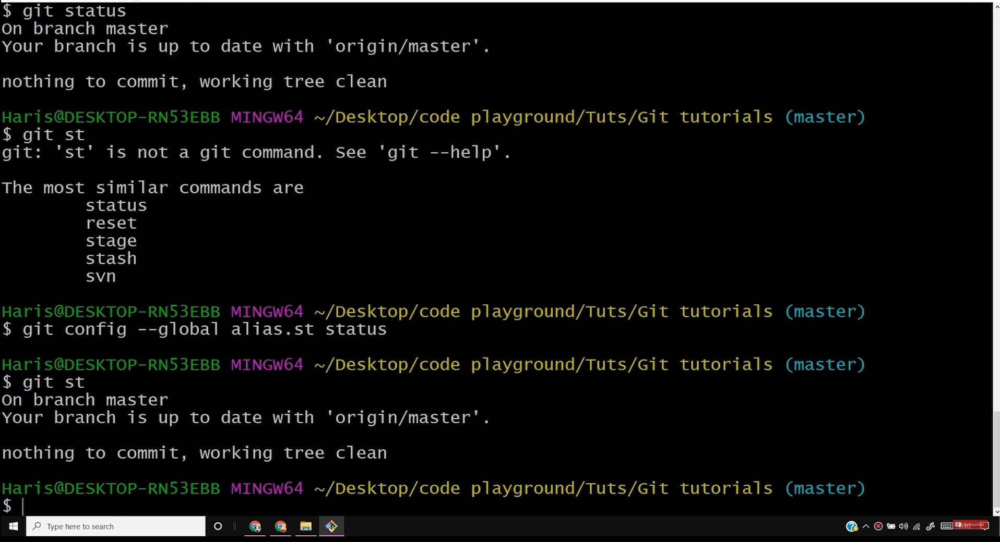 $ git status
On branch master
Your branch is up to date with 'origin/master'.
nothing to commit, working tree clean
Haris@DESKTOP-RN53EBB MINGW64 ~/Desktop/code playground/Tuts/Git tutorials (master)
$ git st
git: 'st' is not a git command. See 'git --help'.
The most similar commands are
status
reset
stage
stash
svn
Haris@DESKTOP-RN53EBB MINGW64 ~/Desktop/code playground/Tuts/Git tutorials (master)
$ git config --global alias.st status
Haris@DESKTOP-RN53EBB MINGW64 ~/Desktop/code playground/Tuts/Git tutorials (master)
$ git st
On branch master
Your branch is up to date with 'origin/master'.
nothing to commit, working tree clean
Haris@DESKTOP-RN53EBB MINGW64 ~/Desktop/code playground/Tuts/Git tutorials (master)
$
Type here to search
Subscribe